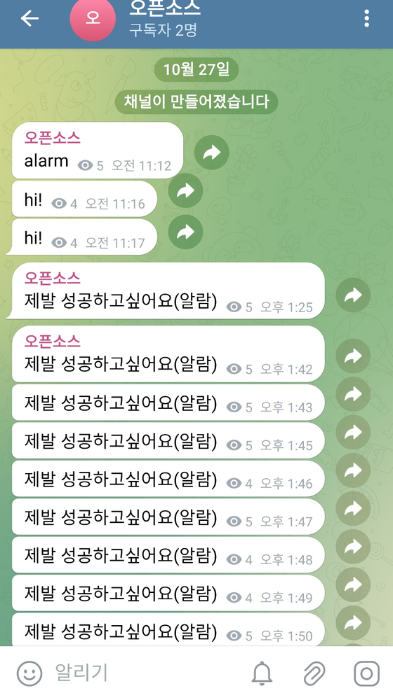 오픈소스
오
구독자 2명
10월 27일
채널이 만들어졌습니다
오픈소스
alarm 5 오전 11:12
hi! 4 오전 11:16
hi! 4 오전 11:17
오픈소스
제발 성공하고싶어요(알람) 5 오후 1:25
오픈소스
제발 성공하고싶어요(알람) 5 오후 1:42
제발 성공하고싶어요(알람) 5 오후 1:43
제발 성공하고싶어요(알람) 5 오후 1:45
제발 성공하고싶어요(알람) 4 오후 1:46
제발 성공하고싶어요(알람) 5 오후 1:47
제발 성공하고싶어요(알람) 4 오후 1:48
제발 성공하고싶어요(알람) 4 오후 1:49
제발 성공하고싶어요(알람) 5 오후 1:50
알리기